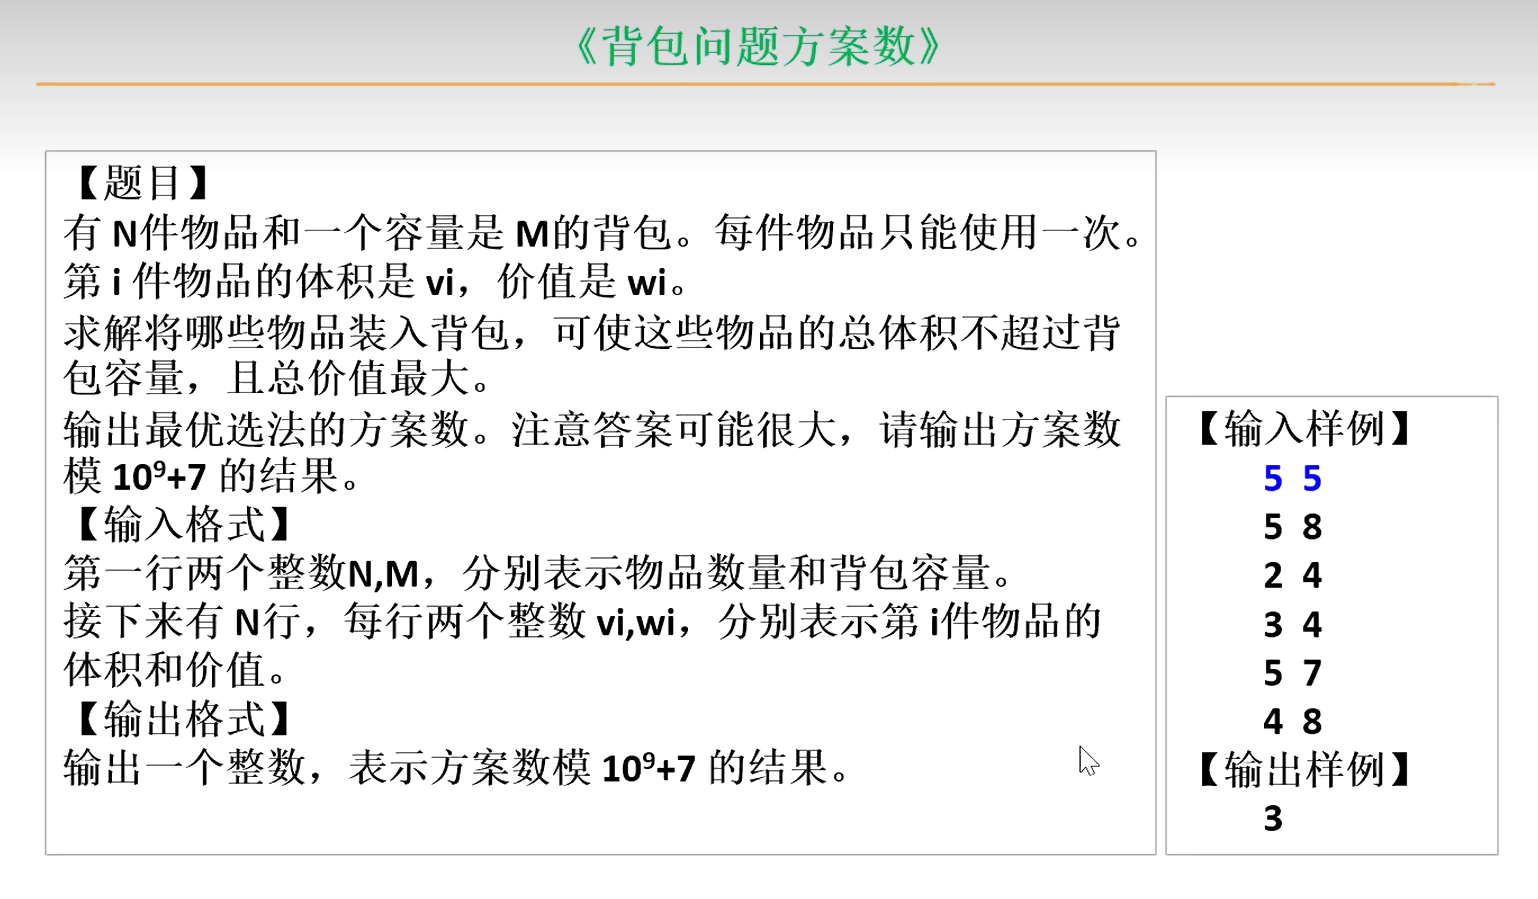 《背包问题方案数》
【题目】
有 N件物品和一个容量是 M的背包。每件物品只能使用一次。
第 i 件物品的体积是 vi，价值是 wi。
求解将哪些物品装入背包，可使这些物品的总体积不超过背
包容量，且总价值最大。
输出最优选法的方案数。注意答案可能很大，请输出方案数
模 10⁹+7 的结果。
【输入格式】
第一行两个整数N,M，分别表示物品数量和背包容量。
接下来有 N行，每行两个整数 vi,wi，分别表示第 i件物品的
体积和价值。
【输出格式】
输出一个整数，表示方案数模 10⁹+7 的结果。
【输入样例】
5 5
5 8
2 4
3 4
5 7
4 8
【输出样例】
3